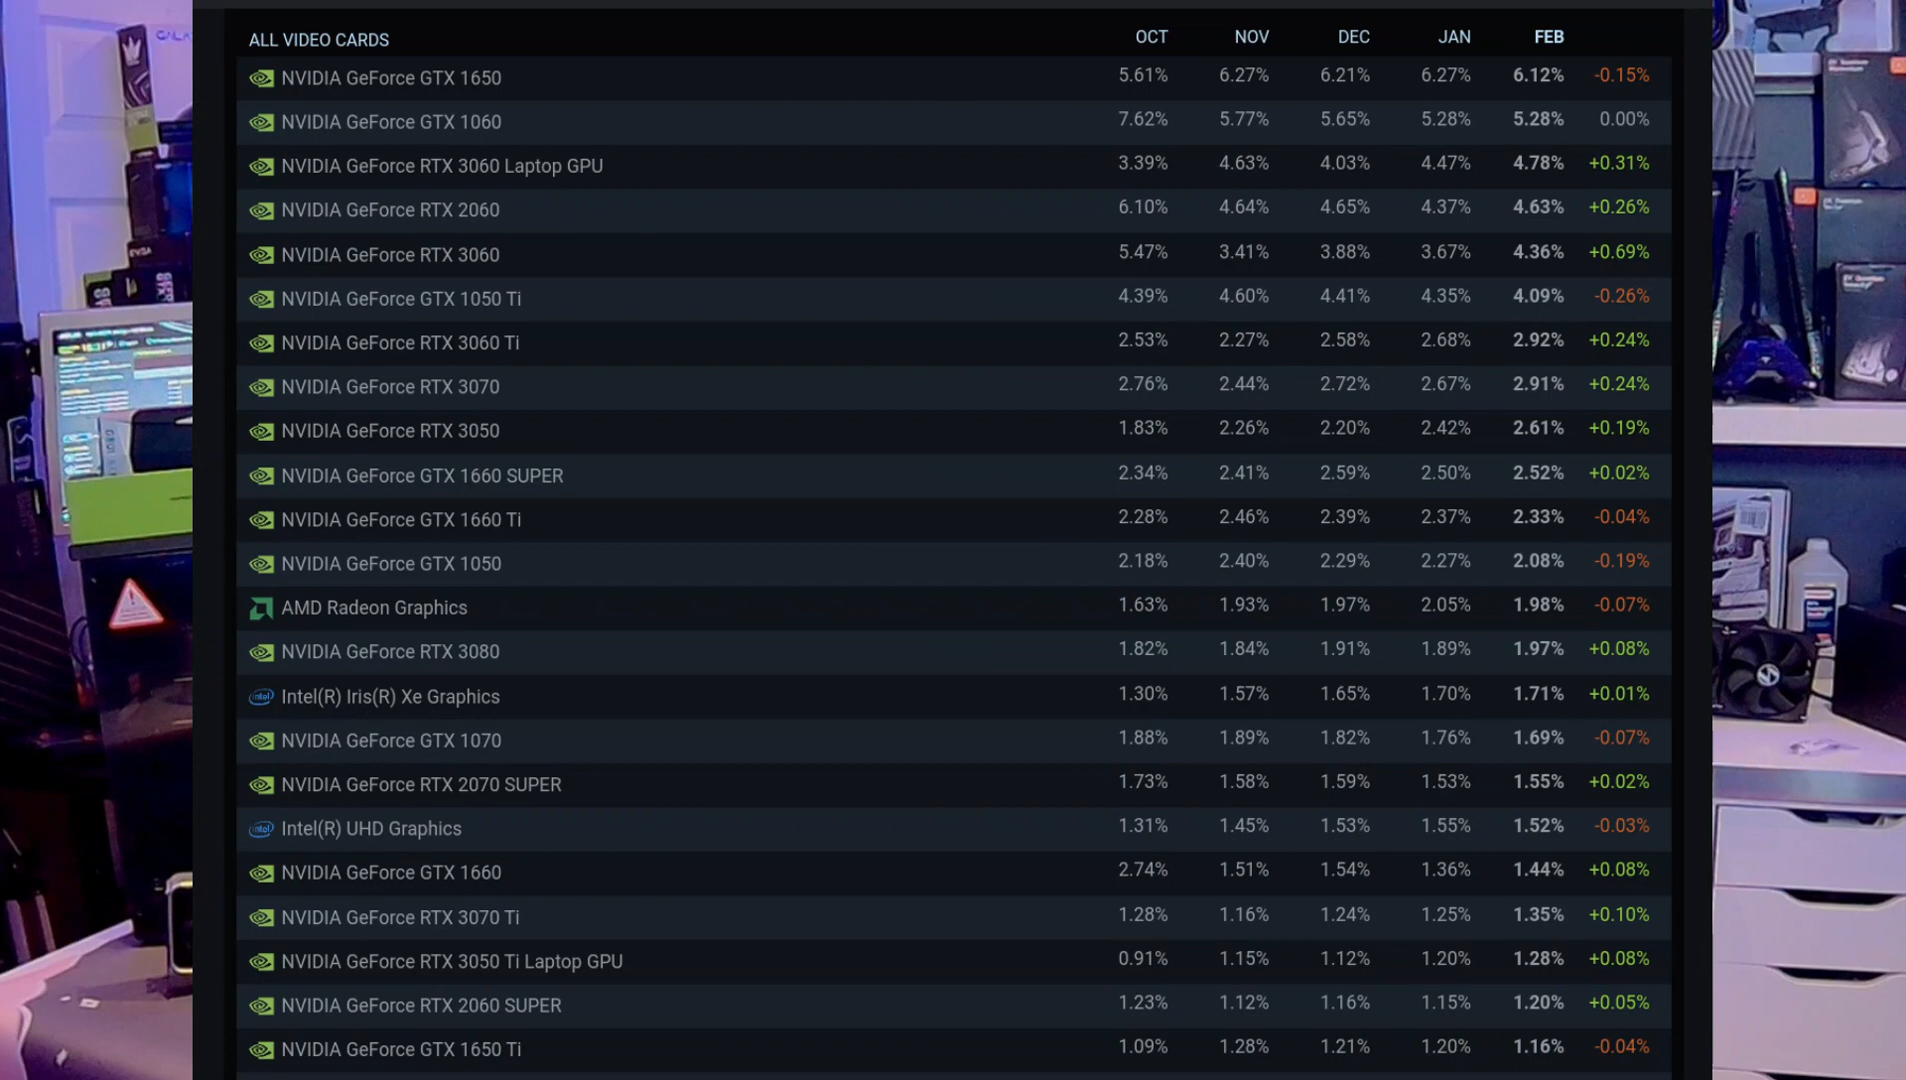 ALL VIDEO CARDS OCT NOV DEC JAN FEB
NVIDIA GeForce GTX 1650 5.61% 6.27% 6.21% 6.27% 6.12% -0.15%
NVIDIA GeForce GTX 1060 7.62% 5.77% 5.65% 5.28% 5.28% 0.00%
NVIDIA GeForce RTX 3060 Laptop GPU 3.39% 4.63% 4.03% 4.47% 4.78% +0.31%
NVIDIA GeForce RTX 2060 6.10% 4.64% 4.65% 4.37% 4.63% +0.26%
NVIDIA GeForce RTX 3060 5.47% 3.41% 3.88% 3.67% 4.36% +0.69%
NVIDIA GeForce GTX 1050 Ti 4.39% 4.60% 4.41% 4.35% 4.09% -0.26%
NVIDIA GeForce RTX 3060 Ti 2.53% 2.27% 2.58% 2.68% 2.92% +0.24%
NVIDIA GeForce RTX 3070 2.76% 2.44% 2.72% 2.67% 2.91% +0.24%
NVIDIA GeForce RTX 3050 1.83% 2.26% 2.20% 2.42% 2.61% +0.19%
NVIDIA GeForce GTX 1660 SUPER 2.34% 2.41% 2.59% 2.50% 2.52% +0.02%
NVIDIA GeForce GTX 1660 Ti 2.28% 2.46% 2.39% 2.37% 2.33% -0.04%
NVIDIA GeForce GTX 1050 2.18% 2.40% 2.29% 2.27% 2.08% -0.19%
AMD Radeon Graphics 1.63% 1.93% 1.97% 2.05% 1.98% -0.07%
NVIDIA GeForce RTX 3080 1.82% 1.84% 1.91% 1.89% 1.97% +0.08%
intel Intel(R) Iris(R) Xe Graphics 1.30% 1.57% 1.65% 1.70% 1.71% +0.01%
NVIDIA GeForce GTX 1070 1.88% 1.89% 1.82% 1.76% 1.69% -0.07%
NVIDIA GeForce RTX 2070 SUPER 1.73% 1.58% 1.59% 1.53% 1.55% +0.02%
intel Intel(R) UHD Graphics 1.31% 1.45% 1.53% 1.55% 1.52% -0.03%
NVIDIA GeForce GTX 1660 2.74% 1.51% 1.54% 1.36% 1.44% +0.08%
NVIDIA GeForce RTX 3070 Ti 1.28% 1.16% 1.24% 1.25% 1.35% +0.10%
NVIDIA GeForce RTX 3050 Ti Laptop GPU 0.91% 1.15% 1.12% 1.20% 1.28% +0.08%
NVIDIA GeForce RTX 2060 SUPER 1.23% 1.12% 1.16% 1.15% 1.20% +0.05%
NVIDIA GeForce GTX 1650 Ti 1.09% 1.28% 1.21% 1.20% 1.16% -0.04%
EVGA